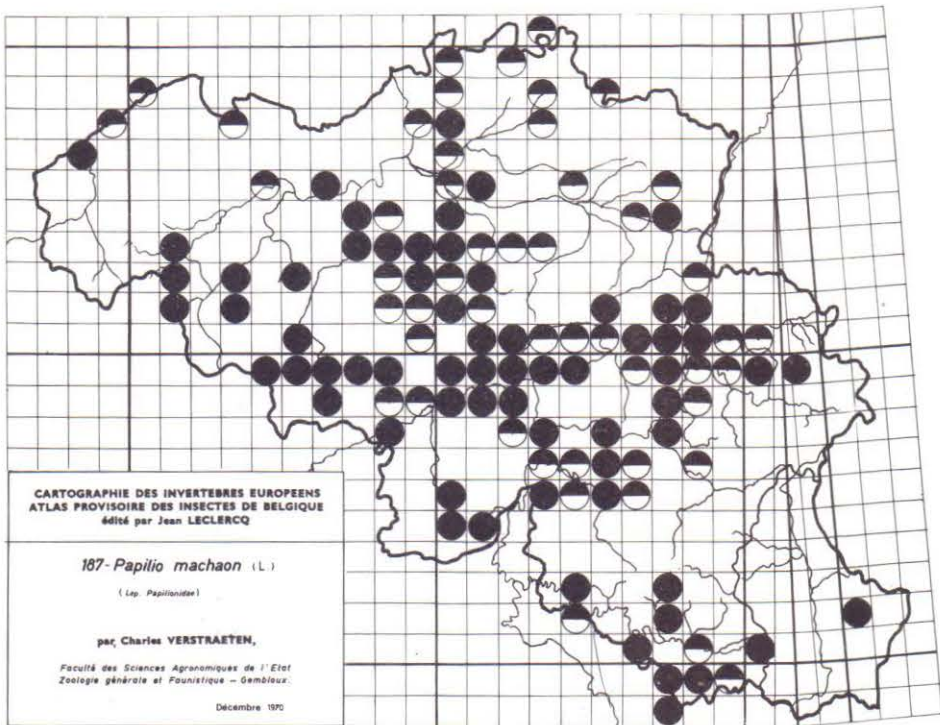 CARTOGRAPHIE DES INVERTEBRES EUROPEENS
ATLAS PROVISOIRE DES INSECTES DE BELGIQUE
édité par Jean LECLERCQ
187-Papilio machaon (L.)
(Lep. Papilionidae)
par Charles VERSTRAETEN,
Faculté des Sciences Agronomiques de l'Etat
Zoologie générale et Faunistique - Gembloux.
Décembre 1970